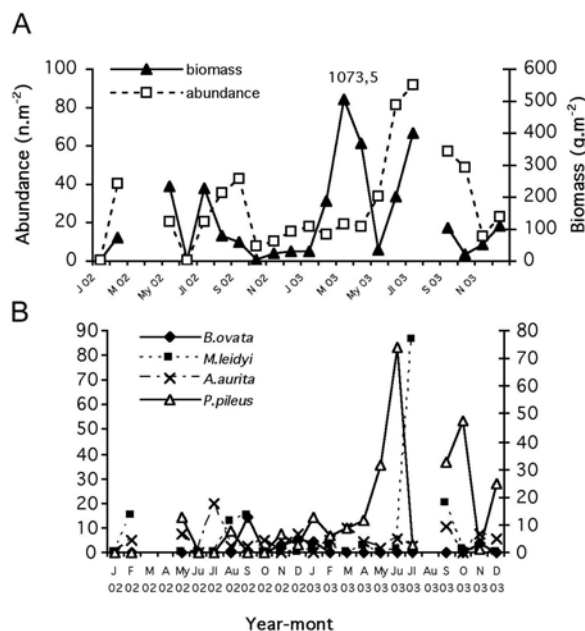 A
1073,5
biomass
abundance
Abundance (n.m-2)
100
80
60
40
20
0
Biomass (g.m-2)
600
500
400
300
200
100
0
J 02
M 02
My 02
Jl 02
S 02
N 02
J 03
M 03
My 03
Jl 03
S 03
N 03
B
B.ovata
M.leidyi
A.aurita
P.pileus
90
80
70
60
50
40
30
20
10
0
80
70
60
50
40
30
20
10
0
J F M A My Ju Jl Au S O N D J F M A My Ju Jl Au S O N D
02 02 02 02 02 02 02 02 02 02 02 02 03 03 03 03 03 03 03 03 03 03 03 03
Year-mont